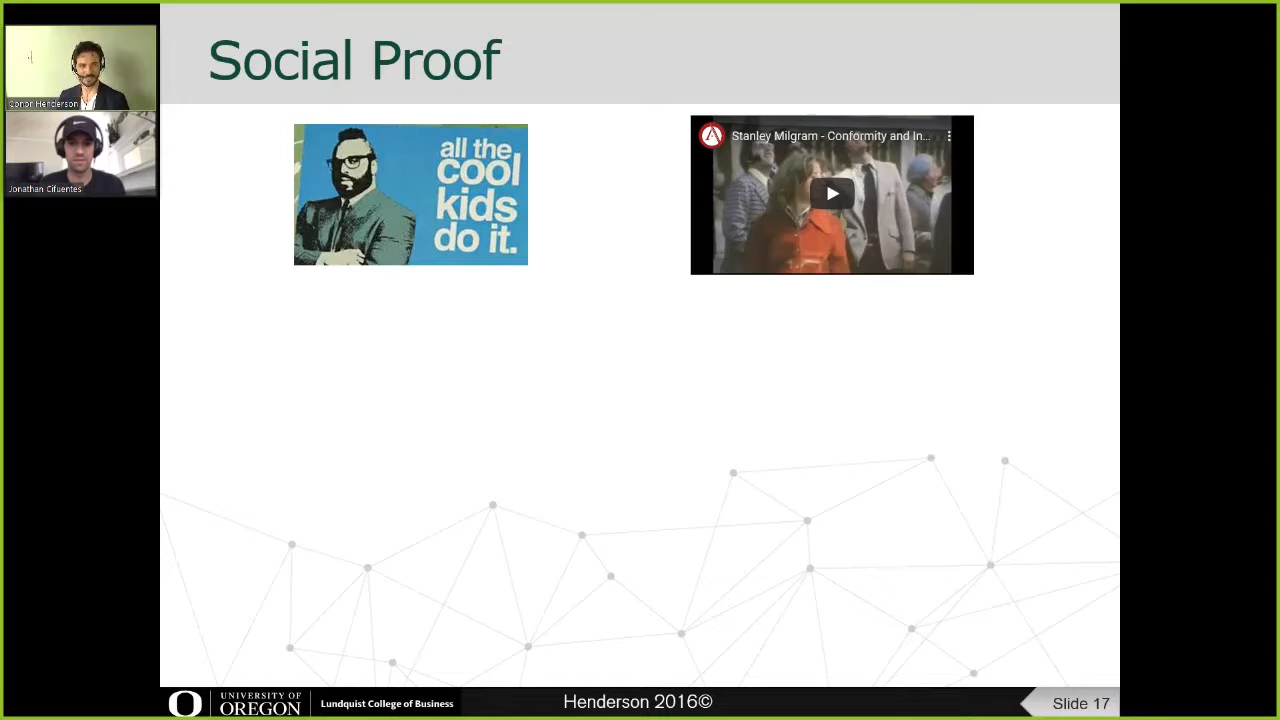 Social Proof
Conor Henderson
Jonathan Cifuentes
all the
cool
kids
do it.
Stanley Milgram - Conformity and In...
UNIVERSITY OF
OREGON
Lundquist College of Business
Henderson 2016©
Slide 17